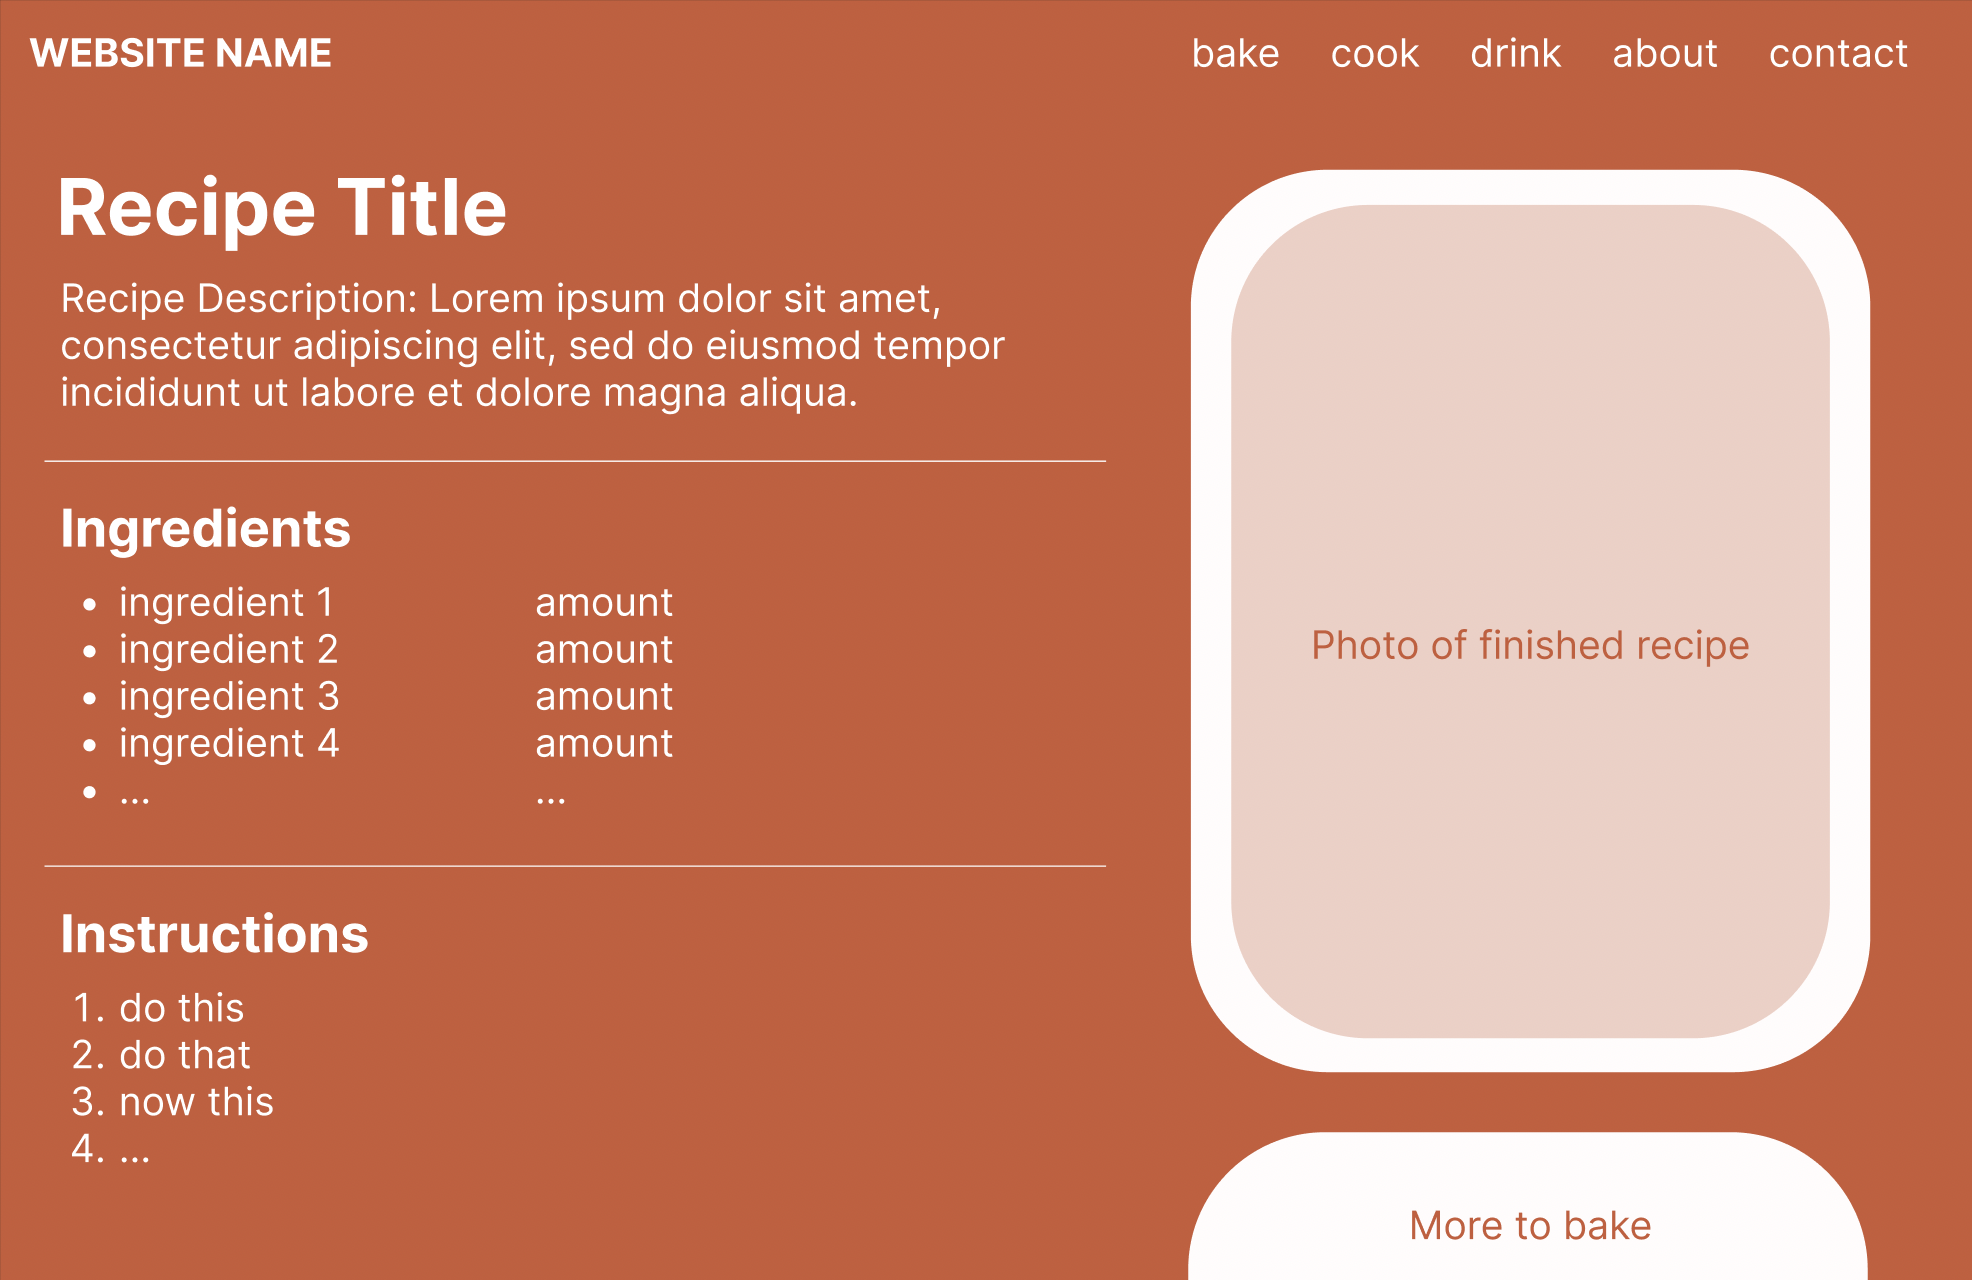 WEBSITE NAME
bake cook drink about contact
Recipe Title
Recipe Description: Lorem ipsum dolor sit amet,
consectetur adipiscing elit, sed do eiusmod tempor
incididunt ut labore et dolore magna aliqua.
Ingredients
• ingredient 1 amount
• ingredient 2 amount
• ingredient 3 amount
• ingredient 4 amount
• ... ...
Instructions
1. do this
2. do that
3. now this
4. ...
Photo of finished recipe
More to bake